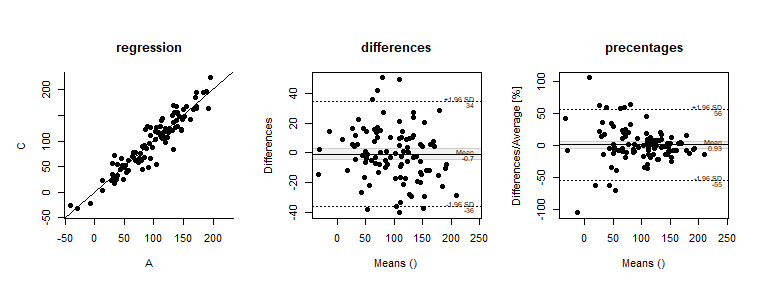 regression
differences
precentages
C
200
150
100
50
0
-50
-50
0
50
100
150
200
A
Differences
40
20
0
-20
-40
+1.96 SD
34
Mean
-0.7
-1.96 SD
-36
0
50
100
150
200
250
Means ()
Differences/Average [%]
100
50
0
-50
-100
+1.96 SD
56
Mean
0.93
-1.96 SD
-55
0
50
100
150
200
250
Means ()